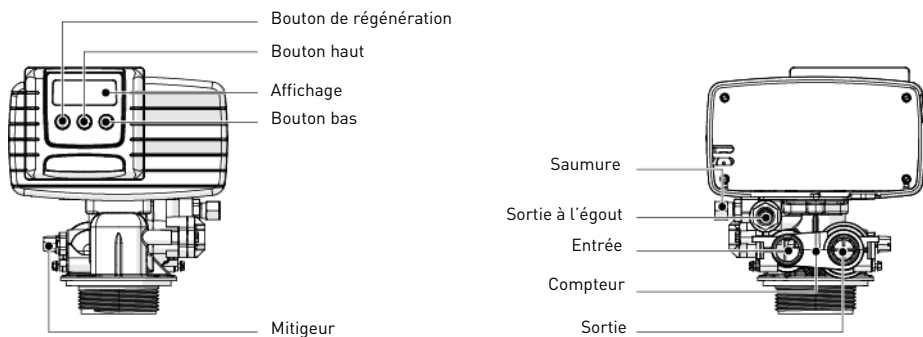 Bouton de régénération
Bouton haut
Affichage
Bouton bas
Mitigeur
Saumure
Sortie à l'égout
Entrée
Compteur
Sortie